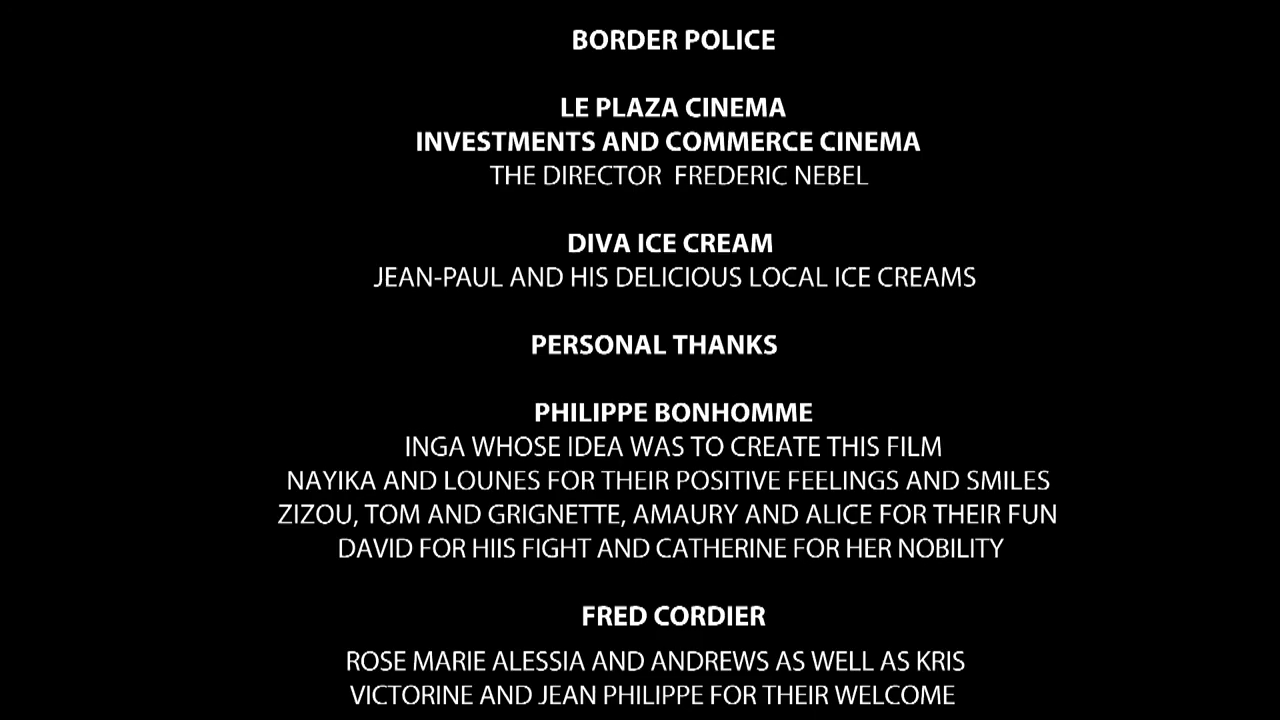 BORDER POLICE
LE PLAZA CINEMA
INVESTMENTS AND COMMERCE CINEMA
THE DIRECTOR  FREDERIC NEBEL
DIVA ICE CREAM
JEAN-PAUL AND HIS DELICIOUS LOCAL ICE CREAMS
PERSONAL THANKS
PHILIPPE BONHOMME
INGA WHOSE IDEA WAS TO CREATE THIS FILM
NAYIKA AND LOUNES FOR THEIR POSITIVE FEELINGS AND SMILES
ZIZOU, TOM AND GRIGNETTE, AMAURY AND ALICE FOR THEIR FUN
DAVID FOR HIIS FIGHT AND CATHERINE FOR HER NOBILITY
FRED CORDIER
ROSE MARIE ALESSIA AND ANDREWS AS WELL AS KRIS
VICTORINE AND JEAN PHILIPPE FOR THEIR WELCOME